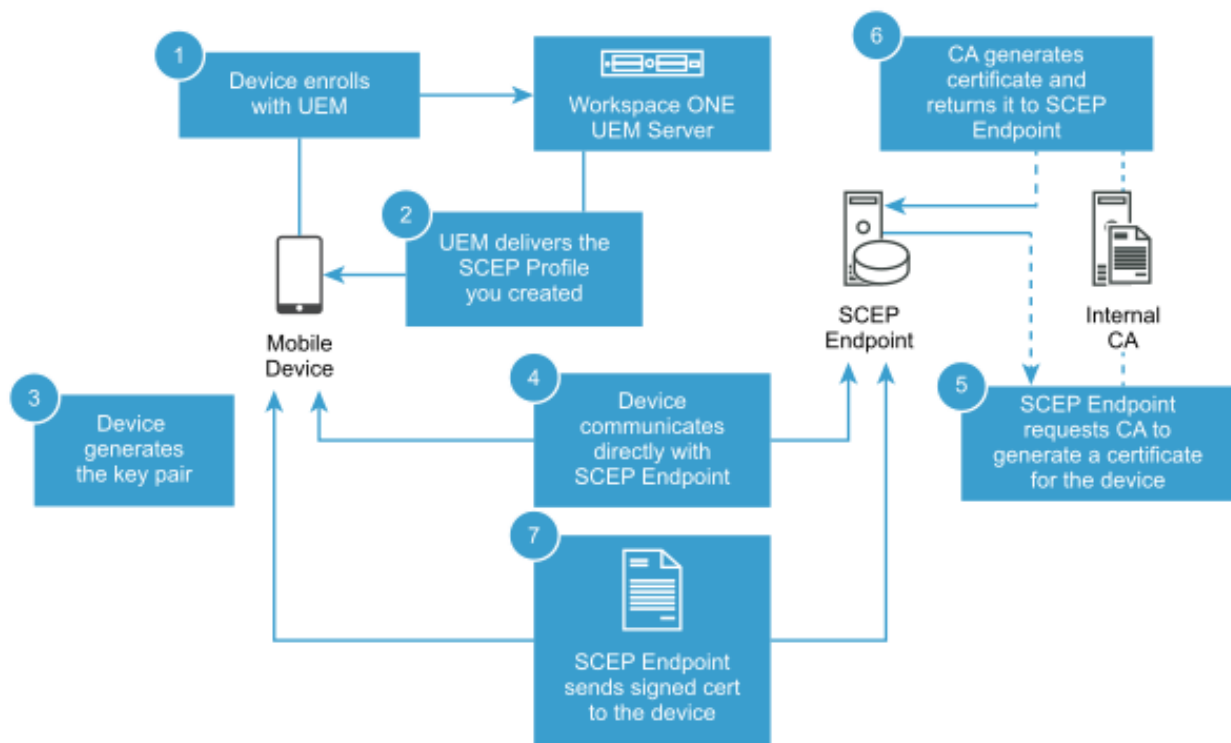 1
Device enrolls
with UEM
Workspace ONE
UEM Server
6
CA generates
certificate and
returns it to SCEP
Endpoint
2
UEM delivers the
SCEP Profile
you created
Mobile
Device
SCEP
Endpoint
Internal
CA
3
Device
generates
the key pair
4
Device
communicates
directly with
SCEP Endpoint
5
SCEP Endpoint
requests CA to
generate a certificate
for the device
7
SCEP Endpoint
sends signed cert
to the device